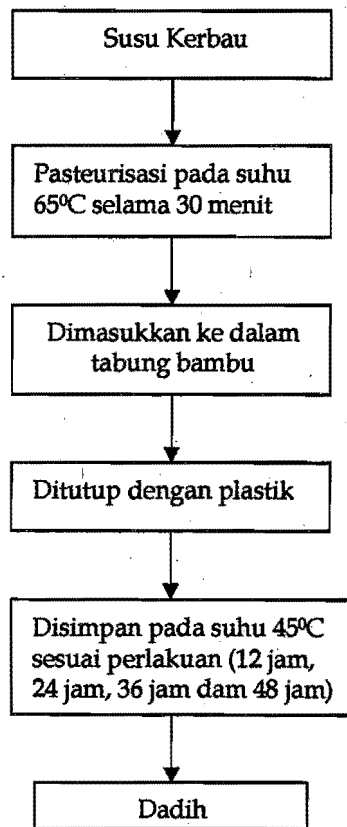 Susu Kerbau
Pasteurisasi pada suhu
65⁰C selama 30 menit
Dimasukkan ke dalam
tabung bambu
Ditutup dengan plastik
Disimpan pada suhu 45⁰C
sesuai perlakuan (12 jam,
24 jam, 36 jam dam 48 jam)
Dadih